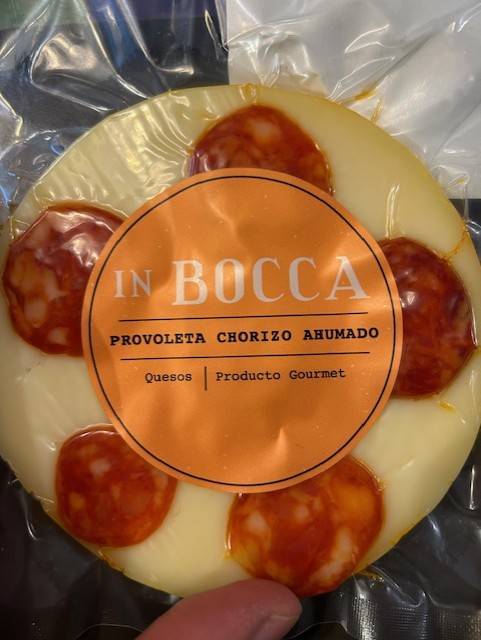 IN BOCCA
PROVOLETA CHORIZO AHUMADO
Quesos | Producto Gourmet